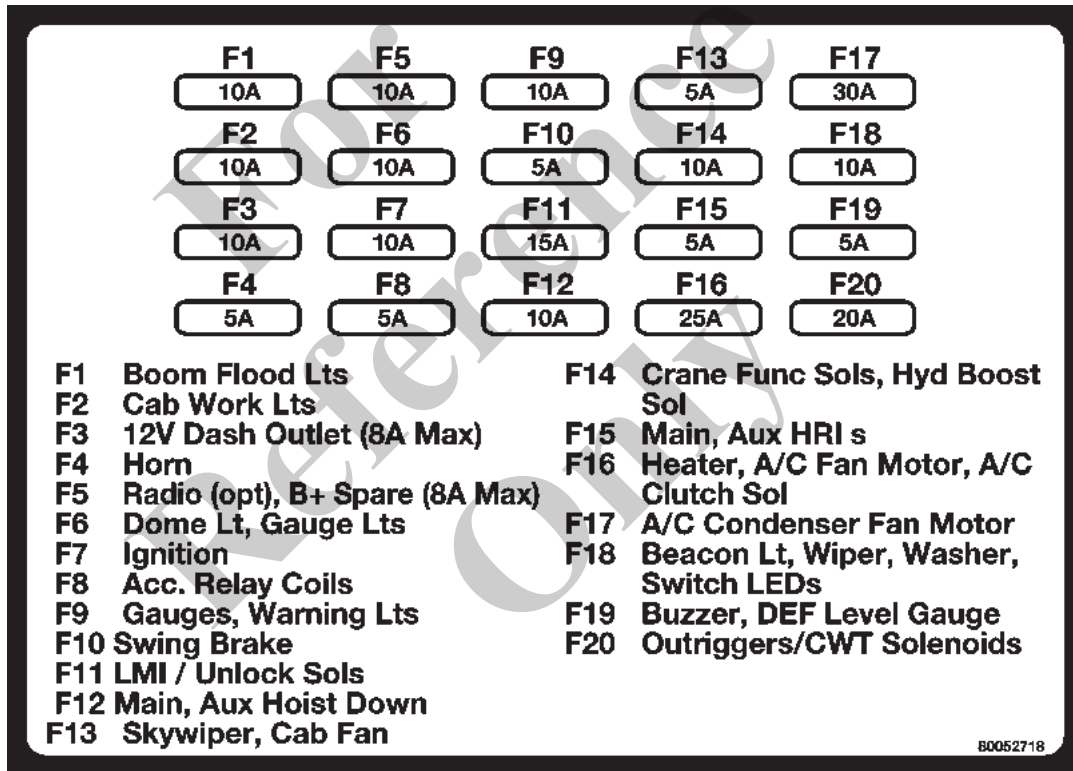 F1 F5 F9 F13 F17
10A 10A 10A 5A 30A
F2 F6 F10 F14 F18
10A 10A 5A 10A 10A
F3 F7 F11 F15 F19
10A 10A 15A 5A 5A
F4 F8 F12 F16 F20
5A 5A 10A 25A 20A
F1 Boom Flood Lts
F2 Cab Work Lts
F3 12V Dash Outlet (8A Max)
F4 Horn
F5 Radio (opt), B+ Spare (8A Max)
F6 Dome Lt, Gauge Lts
F7 Ignition
F8 Acc. Relay Coils
F9 Gauges, Warning Lts
F10 Swing Brake
F11 LMI / Unlock Sols
F12 Main, Aux Hoist Down
F13 Skywiper, Cab Fan
F14 Crane Func Sols, Hyd Boost
Sol
F15 Main, Aux HRI s
F16 Heater, A/C Fan Motor, A/C
Clutch Sol
F17 A/C Condenser Fan Motor
F18 Beacon Lt, Wiper, Washer,
Switch LEDs
F19 Buzzer, DEF Level Gauge
F20 Outriggers/CWT Solenoids
80052718
For
Reference
Only